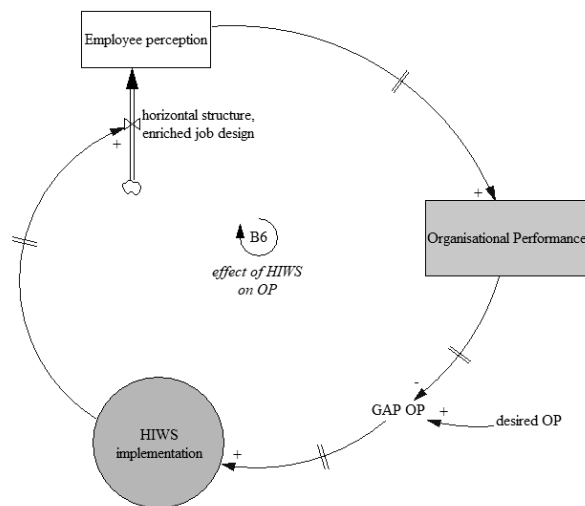 Employee perception
horizontal structure,
enriched job design
+
+
B6
effect of HIWS
on OP
Organisational Performance
-
GAP OP
+
desired OP
HIWS
implementation
+